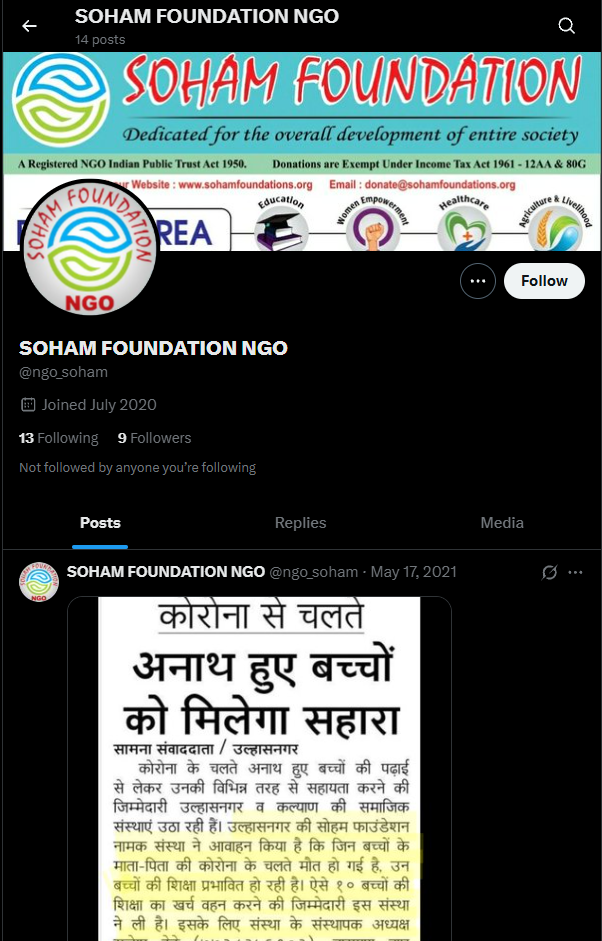 SOHAM FOUNDATION NGO
14 posts
SOHAM FOUNDATION
Dedicated for the overall development of entire society
A Registered NGO Indian Public Trust Act 1950. Donations are Exempt Under Income Tax Act 1961 - 12AA & 80G
Website : www.sohamfoundations.org Email : donate@sohamfoundations.org
Education
Women Empowerment
Healthcare
Agriculture & Livelihood
REA
SOHAM FOUNDATION
NGO
Follow
SOHAM FOUNDATION NGO
@ngo_soham
Joined July 2020
13 Following 9 Followers
Not followed by anyone you're following
Posts Replies Media
SOHAM FOUNDATION NGO @ngo_soham · May 17, 2021
SOHAM FOUNDATION
NGO
कोरोना से चलते
अनाथ हुए बच्चों
को मिलेगा सहारा
सामना संवाददाता / उल्हासनगर
कोरोना के चलते अनाथ हुए बच्चों की पढ़ाई
से लेकर उनकी विभिन्न तरह से सहायता करने की
जिम्मेदारी उल्हासनगर व कल्याण की समाजिक
संस्थाएं उठा रही हैं। उल्हासनगर की सोहम फाउंडेशन
नामक संस्था ने आवाहन किया है कि जिन बच्चों के
माता-पिता की कोरोना के चलते मौत हो गई है, उन
बच्चों की शिक्षा प्रभावित हो रही है। ऐसे १० बच्चों की
शिक्षा का खर्च वहन करने की जिम्मेदारी इस संस्था
ने ली है। इसके लिए संस्था के संस्थापक अध्यक्ष